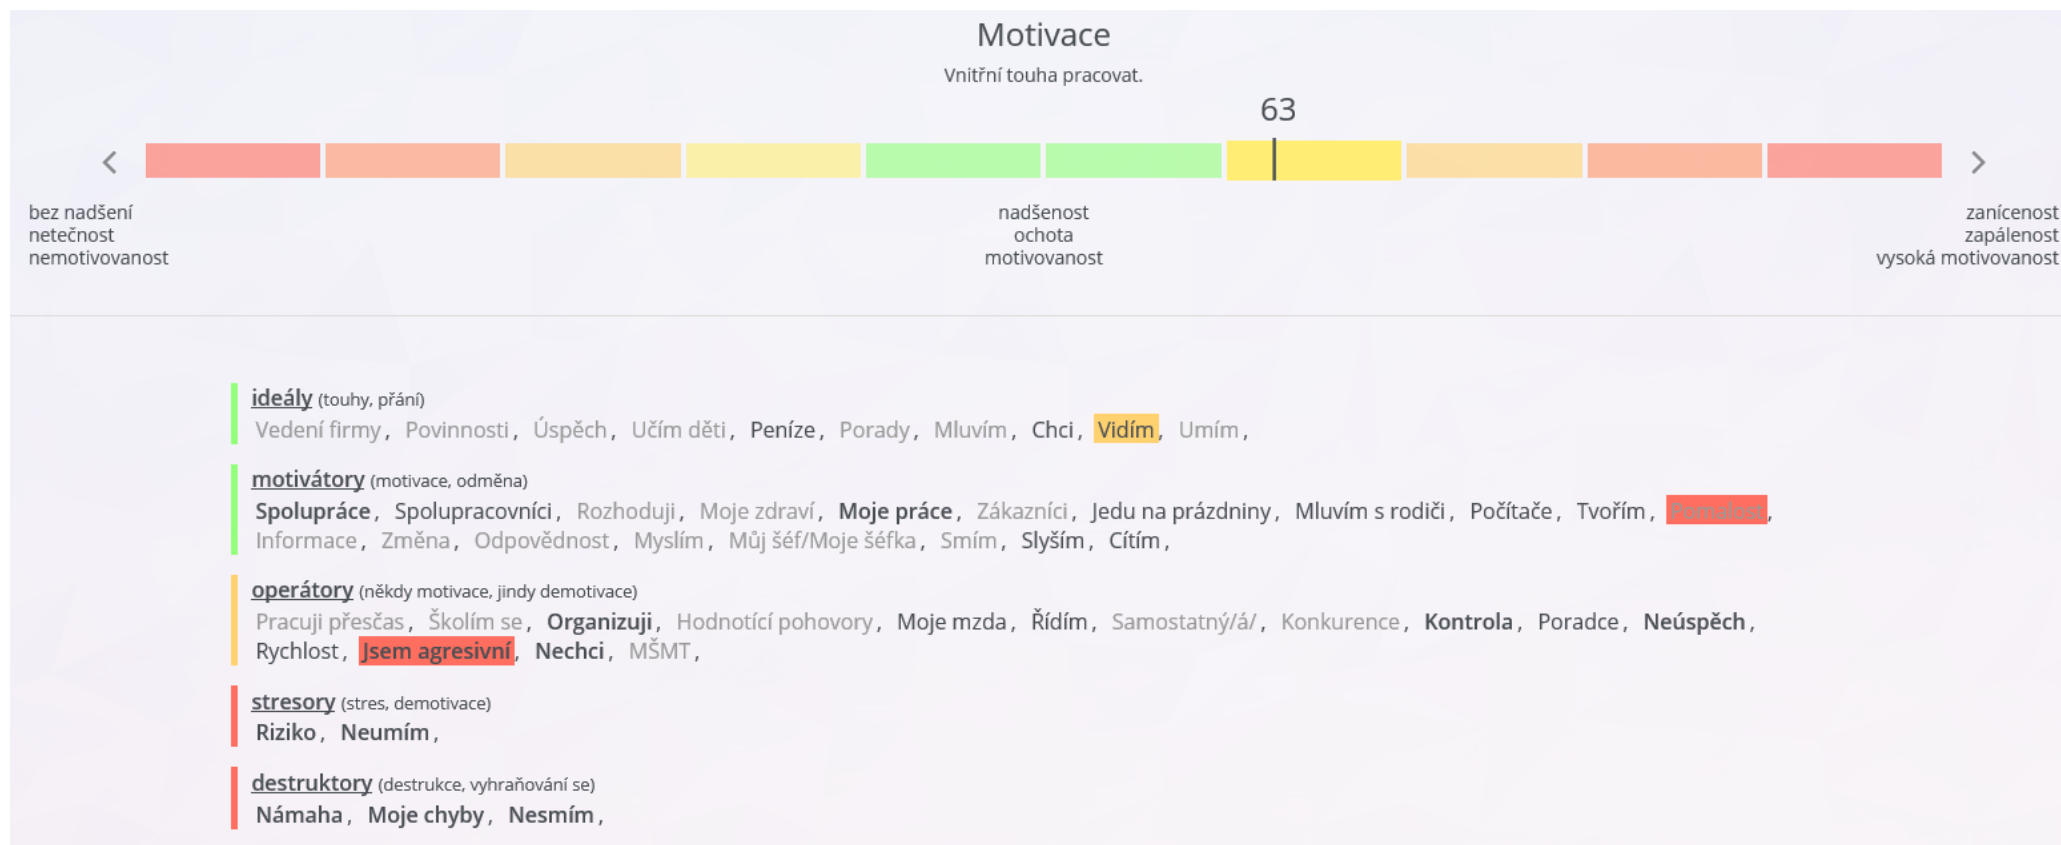 Motivace
Vnitřní touha pracovat.
63
bez nadšení
netečnost
nemotivovanost
nadšenost
ochota
motivovanost
zanícenost
zapálenost
vysoká motivovanost
ideály (touhy, přání)
Vedení firmy, Povinnosti, Úspěch, Učím děti, Peníze, Porady, Mluvím, Chci, Vidím, Umím,
motivátory (motivace, odměna)
Spolupráce, Spolupracovníci, Rozhoduji, Moje zdraví, Moje práce, Zákazníci, Jedu na prázdniny, Mluvím s rodiči, Počítače, Tvořím, Pomalost,
Informace, Změna, Odpovědnost, Myslím, Můj šéf/Moje šéfka, Smím, Slyším, Cítím,
operátory (někdy motivace, jindy demotivace)
Pracuji přesčas, Školím se, Organizuji, Hodnotící pohovory, Moje mzda, Řídím, Samostatný/á/, Konkurence, Kontrola, Poradce, Neúspěch,
Rychlost, Jsem agresivní, Nechci, MŠMT,
stresory (stres, demotivace)
Riziko, Neumím,
destruktory (destrukce, vyhraňování se)
Námaha, Moje chyby, Nesmím,